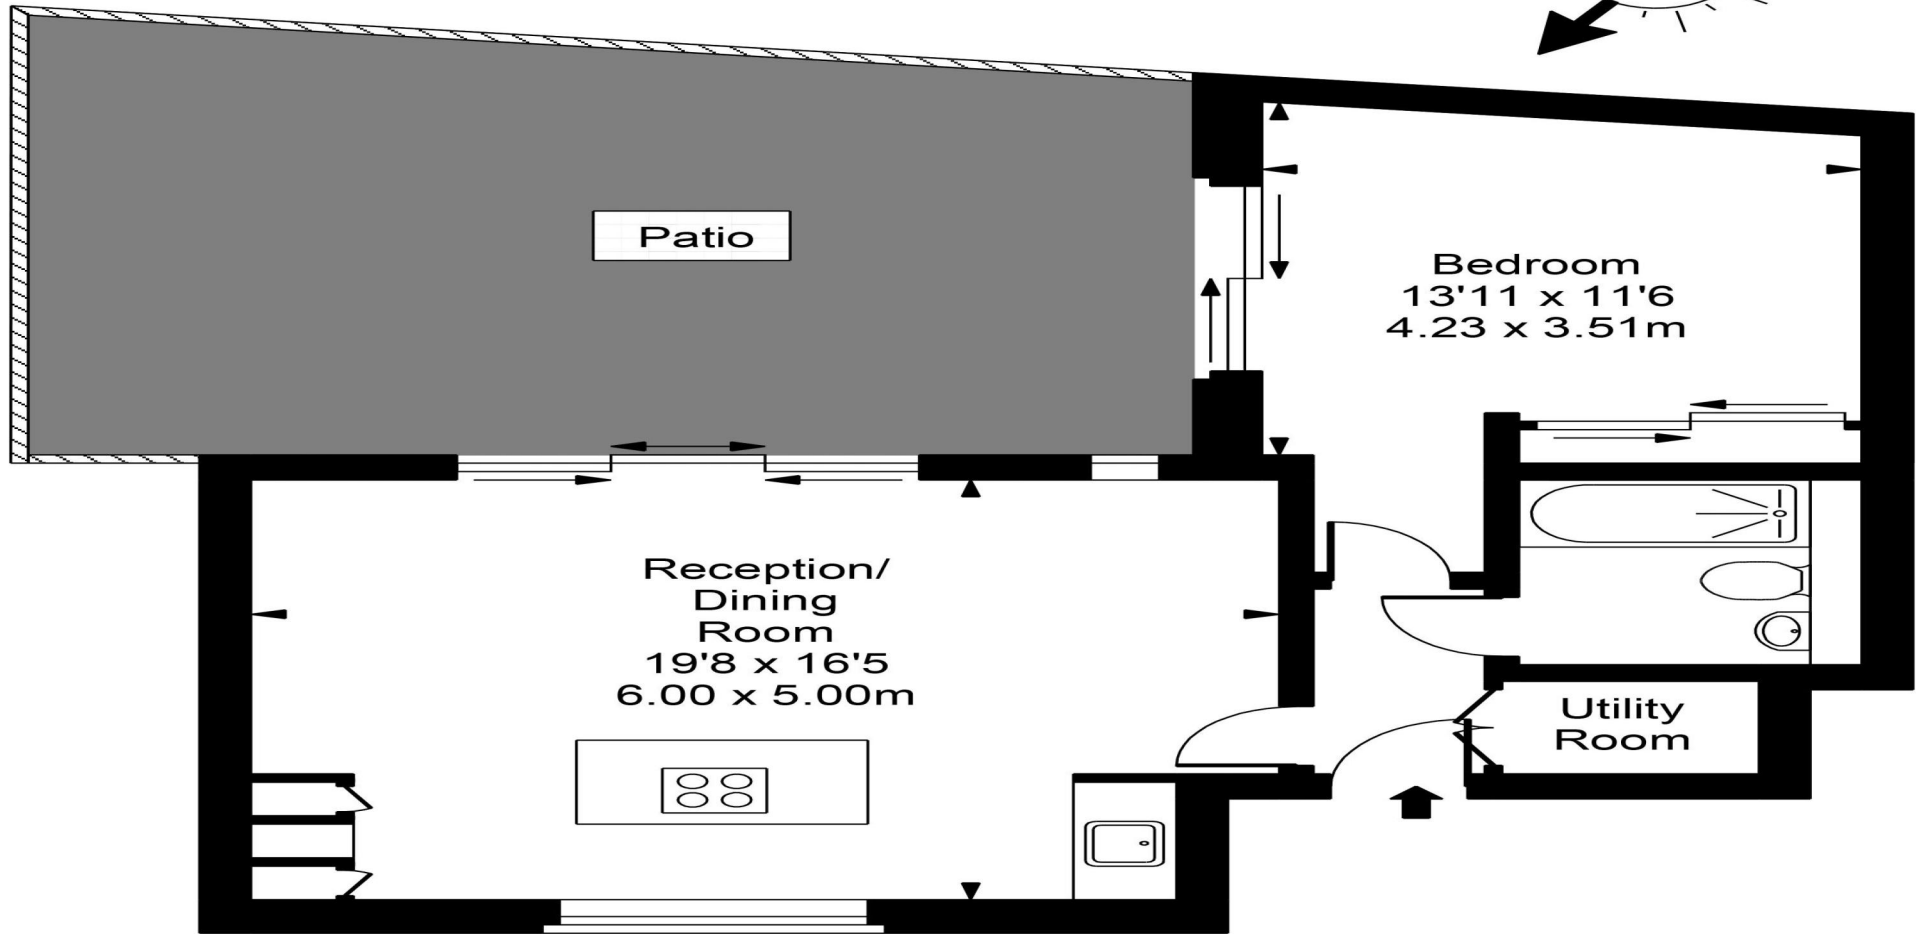 Patio
Bedroom
13'11 x 11'6
4.23 x 3.51m
Reception/
Dining
Room
19'8 x 16'5
6.00 x 5.00m
Utility
Room